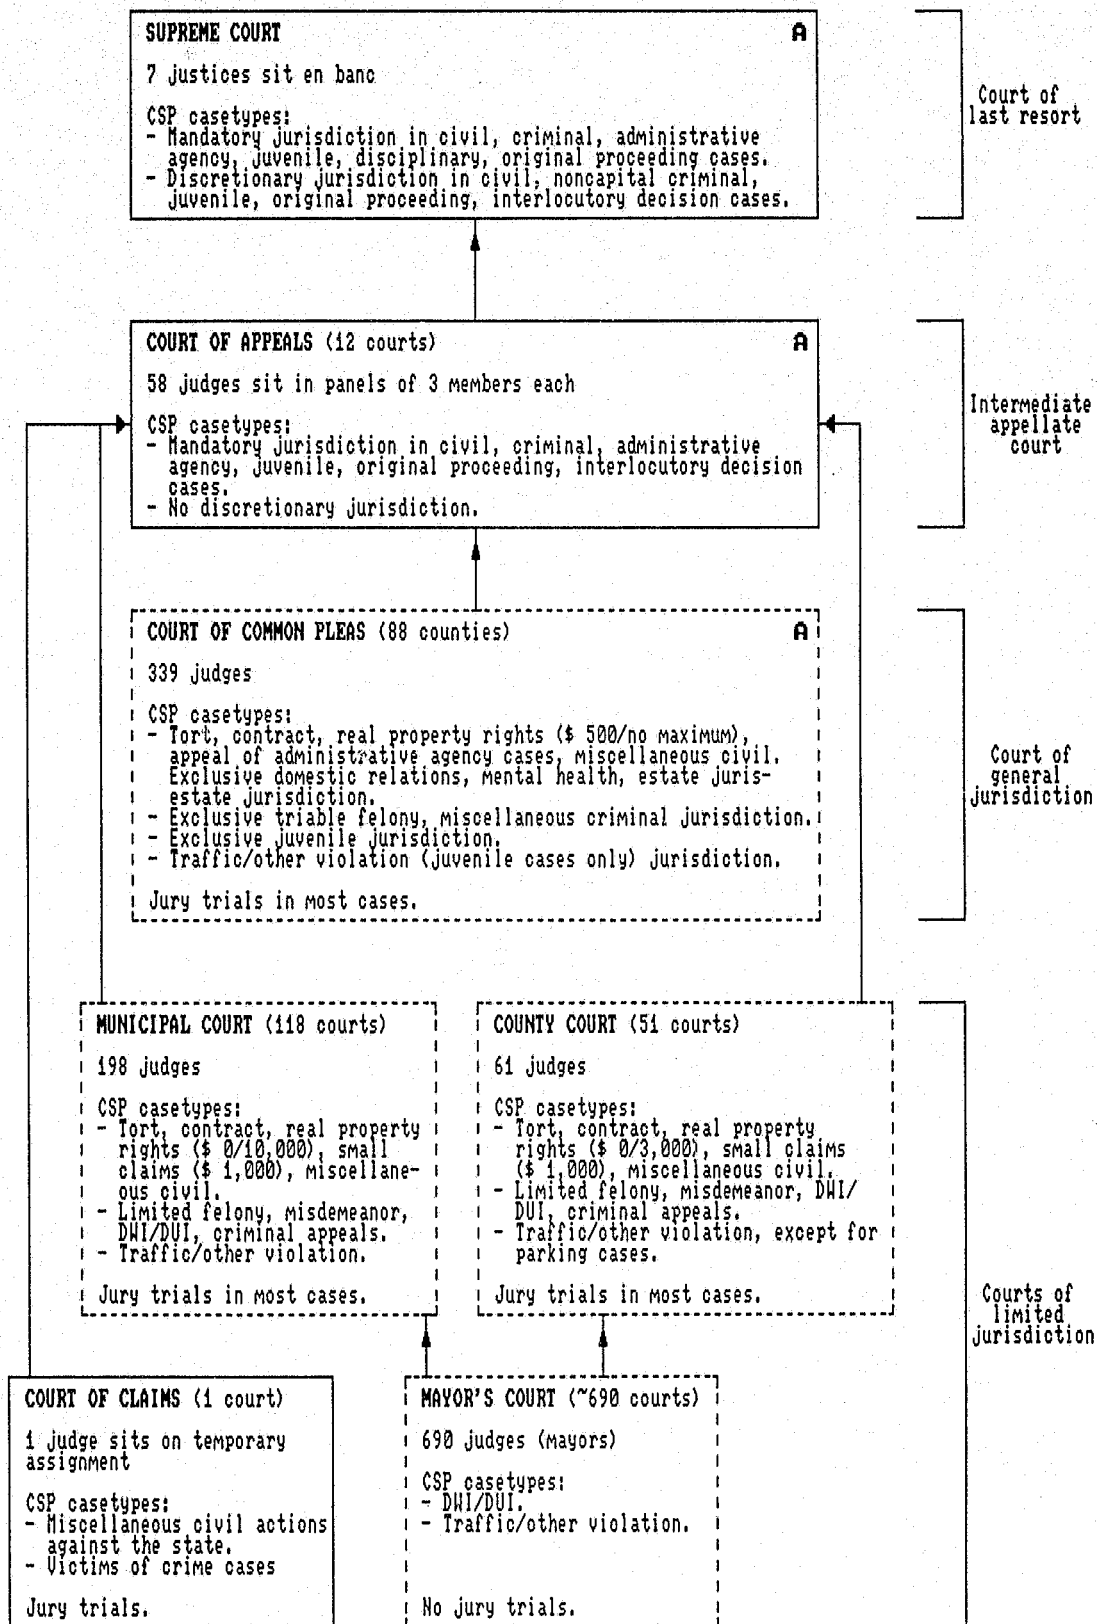 SUPREME COURT A
7 justices sit en banc
CSP casetypes:
- Mandatory jurisdiction in civil, criminal, administrative
agency, juvenile, disciplinary, original proceeding cases.
- Discretionary jurisdiction in civil, noncapital criminal,
juvenile, original proceeding, interlocutory decision cases.
Court of
last resort
COURT OF APPEALS (12 courts) A
58 judges sit in panels of 3 members each
CSP casetypes:
- Mandatory jurisdiction in civil, criminal, administrative
agency, juvenile, original proceeding, interlocutory decision
cases.
- No discretionary jurisdiction.
Intermediate
appellate
court
COURT OF COMMON PLEAS (88 counties) A
339 judges
CSP casetypes:
- Tort, contract, real property rights ($ 500/no maximum),
appeal of administrative agency cases, miscellaneous civil.
Exclusive domestic relations, mental health, estate juris-
estate jurisdiction.
- Exclusive triable felony, miscellaneous criminal jurisdiction.
- Exclusive juvenile jurisdiction.
- Traffic/other violation (juvenile cases only) jurisdiction.
Jury trials in most cases.
Court of
general
jurisdiction
MUNICIPAL COURT (118 courts)
198 judges
CSP casetypes:
- Tort, contract, real property
rights ($ 0/10,000), small
claims ($ 1,000), miscellane-
ous civil.
- Limited felony, misdemeanor,
DWI/DUI, criminal appeals.
- Traffic/other violation.
Jury trials in most cases.
COUNTY COURT (51 courts)
61 judges
CSP casetypes:
- Tort, contract, real property
rights ($ 0/3,000), small claims
($ 1,000), miscellaneous civil.
- Limited felony, misdemeanor, DWI/
DUI, criminal appeals.
- Traffic/other violation, except for
parking cases.
Jury trials in most cases.
Courts of
limited
jurisdiction
COURT OF CLAIMS (1 court)
1 judge sits on temporary
assignment
CSP casetypes:
- Miscellaneous civil actions
against the state.
- Victims of crime cases
Jury trials.
MAYOR'S COURT (~690 courts)
690 judges (mayors)
CSP casetypes:
- DWI/DUI.
- Traffic/other violation.
No jury trials.